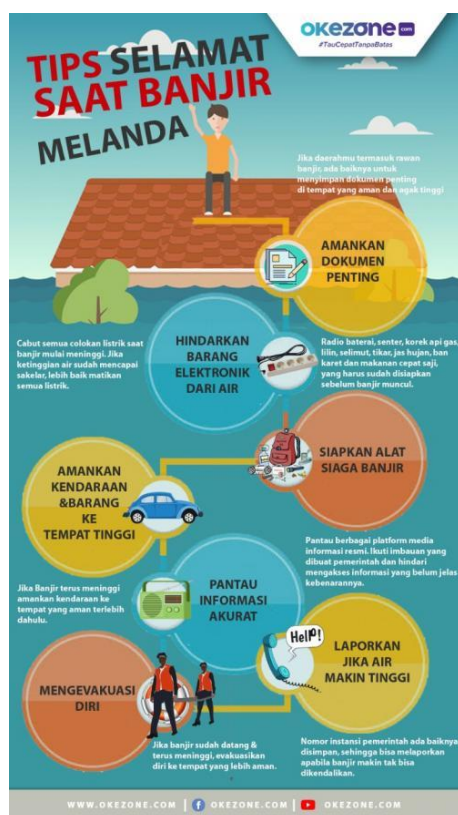 OKEZONE.COM
#TauCepatTanpaBatas
TIPS SELAMAT
SAAT BANJIR
MELANDA
Jika daerahmu termasuk rawan
banjir, ada baiknya untuk
menyimpan dokumen penting
di tempat yang aman dan agak tinggi
AMANKAN
DOKUMEN
PENTING
Cabut semua colokan listrik saat
banjir mulai meninggi. Jika
ketinggian air sudah mencapai
sakelar, lebih baik matikan
semua listrik.
HINDARKAN
BARANG
ELEKTRONIK
DARI AIR
Radio baterai, senter, korek api gas,
lilin, selimut, tikar, jas hujan, ban
karet dan makanan cepat saji,
yang harus sudah disiapkan
sebelum banjir muncul.
SIAPKAN ALAT
SIAGA BANJIR
AMANKAN
KENDARAAN
&BARANG
KE
TEMPAT TINGGI
Jika Banjir terus meninggi
amankan kendaraan ke
tempat yang aman terlebih
dahulu.
PANTAU
INFORMASI
AKURAT
Pantau berbagai platform media
informasi resmi. Ikuti imbauan yang
dibuat pemerintah dan hindari
mengakses informasi yang belum jelas
kebenarannya.
Help!
LAPORKAN
JIKA AIR
MAKIN TINGGI
MENGEVAKUASI
DIRI
Jika banjir sudah datang &
terus meninggi, evakuasikan
diri ke tempat yang lebih aman.
Nomor instansi pemerintah ada baiknya
disimpan, sehingga bisa melaporkan
apabila banjir makin tak bisa
dikendalikan.
WWW.OKEZONE.COM | OKEZONE.COM | OKEZONE.COM